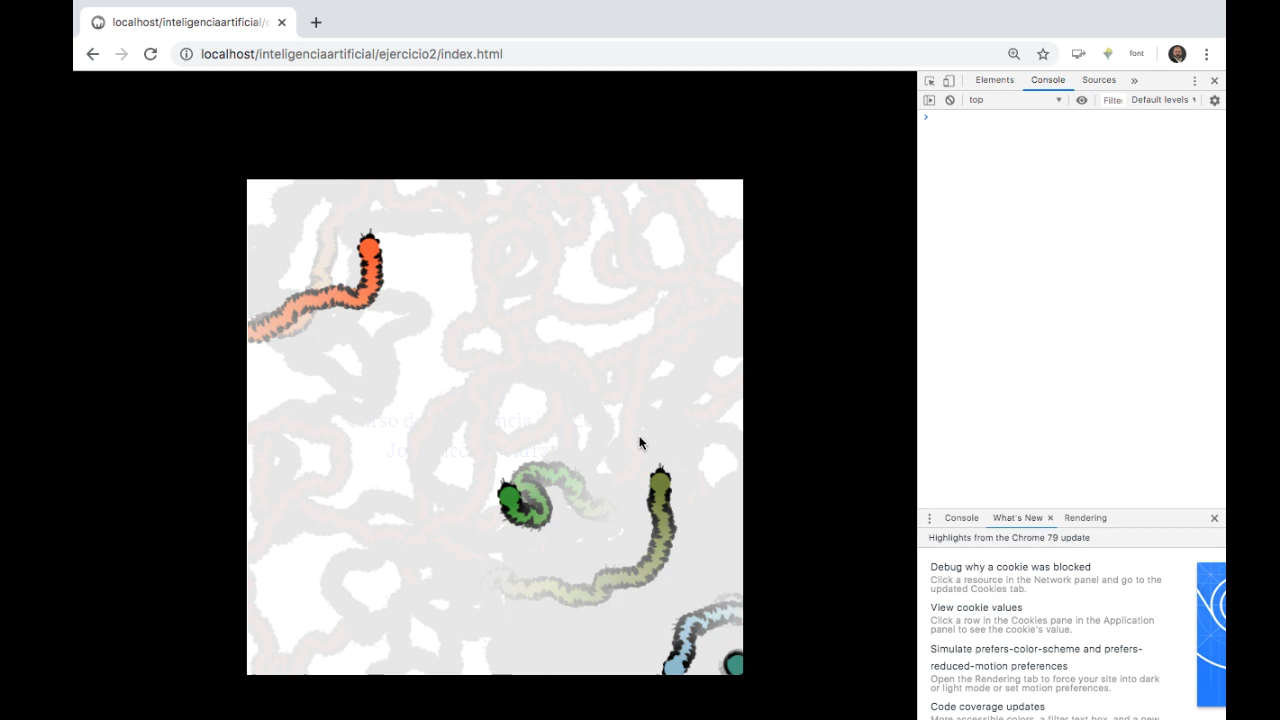 localhost/inteligenciaartificial/e
localhost/inteligenciaartificial/ejercicio2/index.html
font
Elements
Console
Sources
»
top
Filte
Default levels
Console
What's New
Rendering
Highlights from the Chrome 79 update
Debug why a cookie was blocked
Click a resource in the Network panel and go to the
updated Cookies tab.
View cookie values
Click a row in the Cookies pane in the Application
panel to see the cookie's value.
Simulate prefers-color-scheme and prefers-
reduced-motion preferences
Open the Rendering tab to force your site into dark
or light mode or set motion preferences.
Code coverage updates